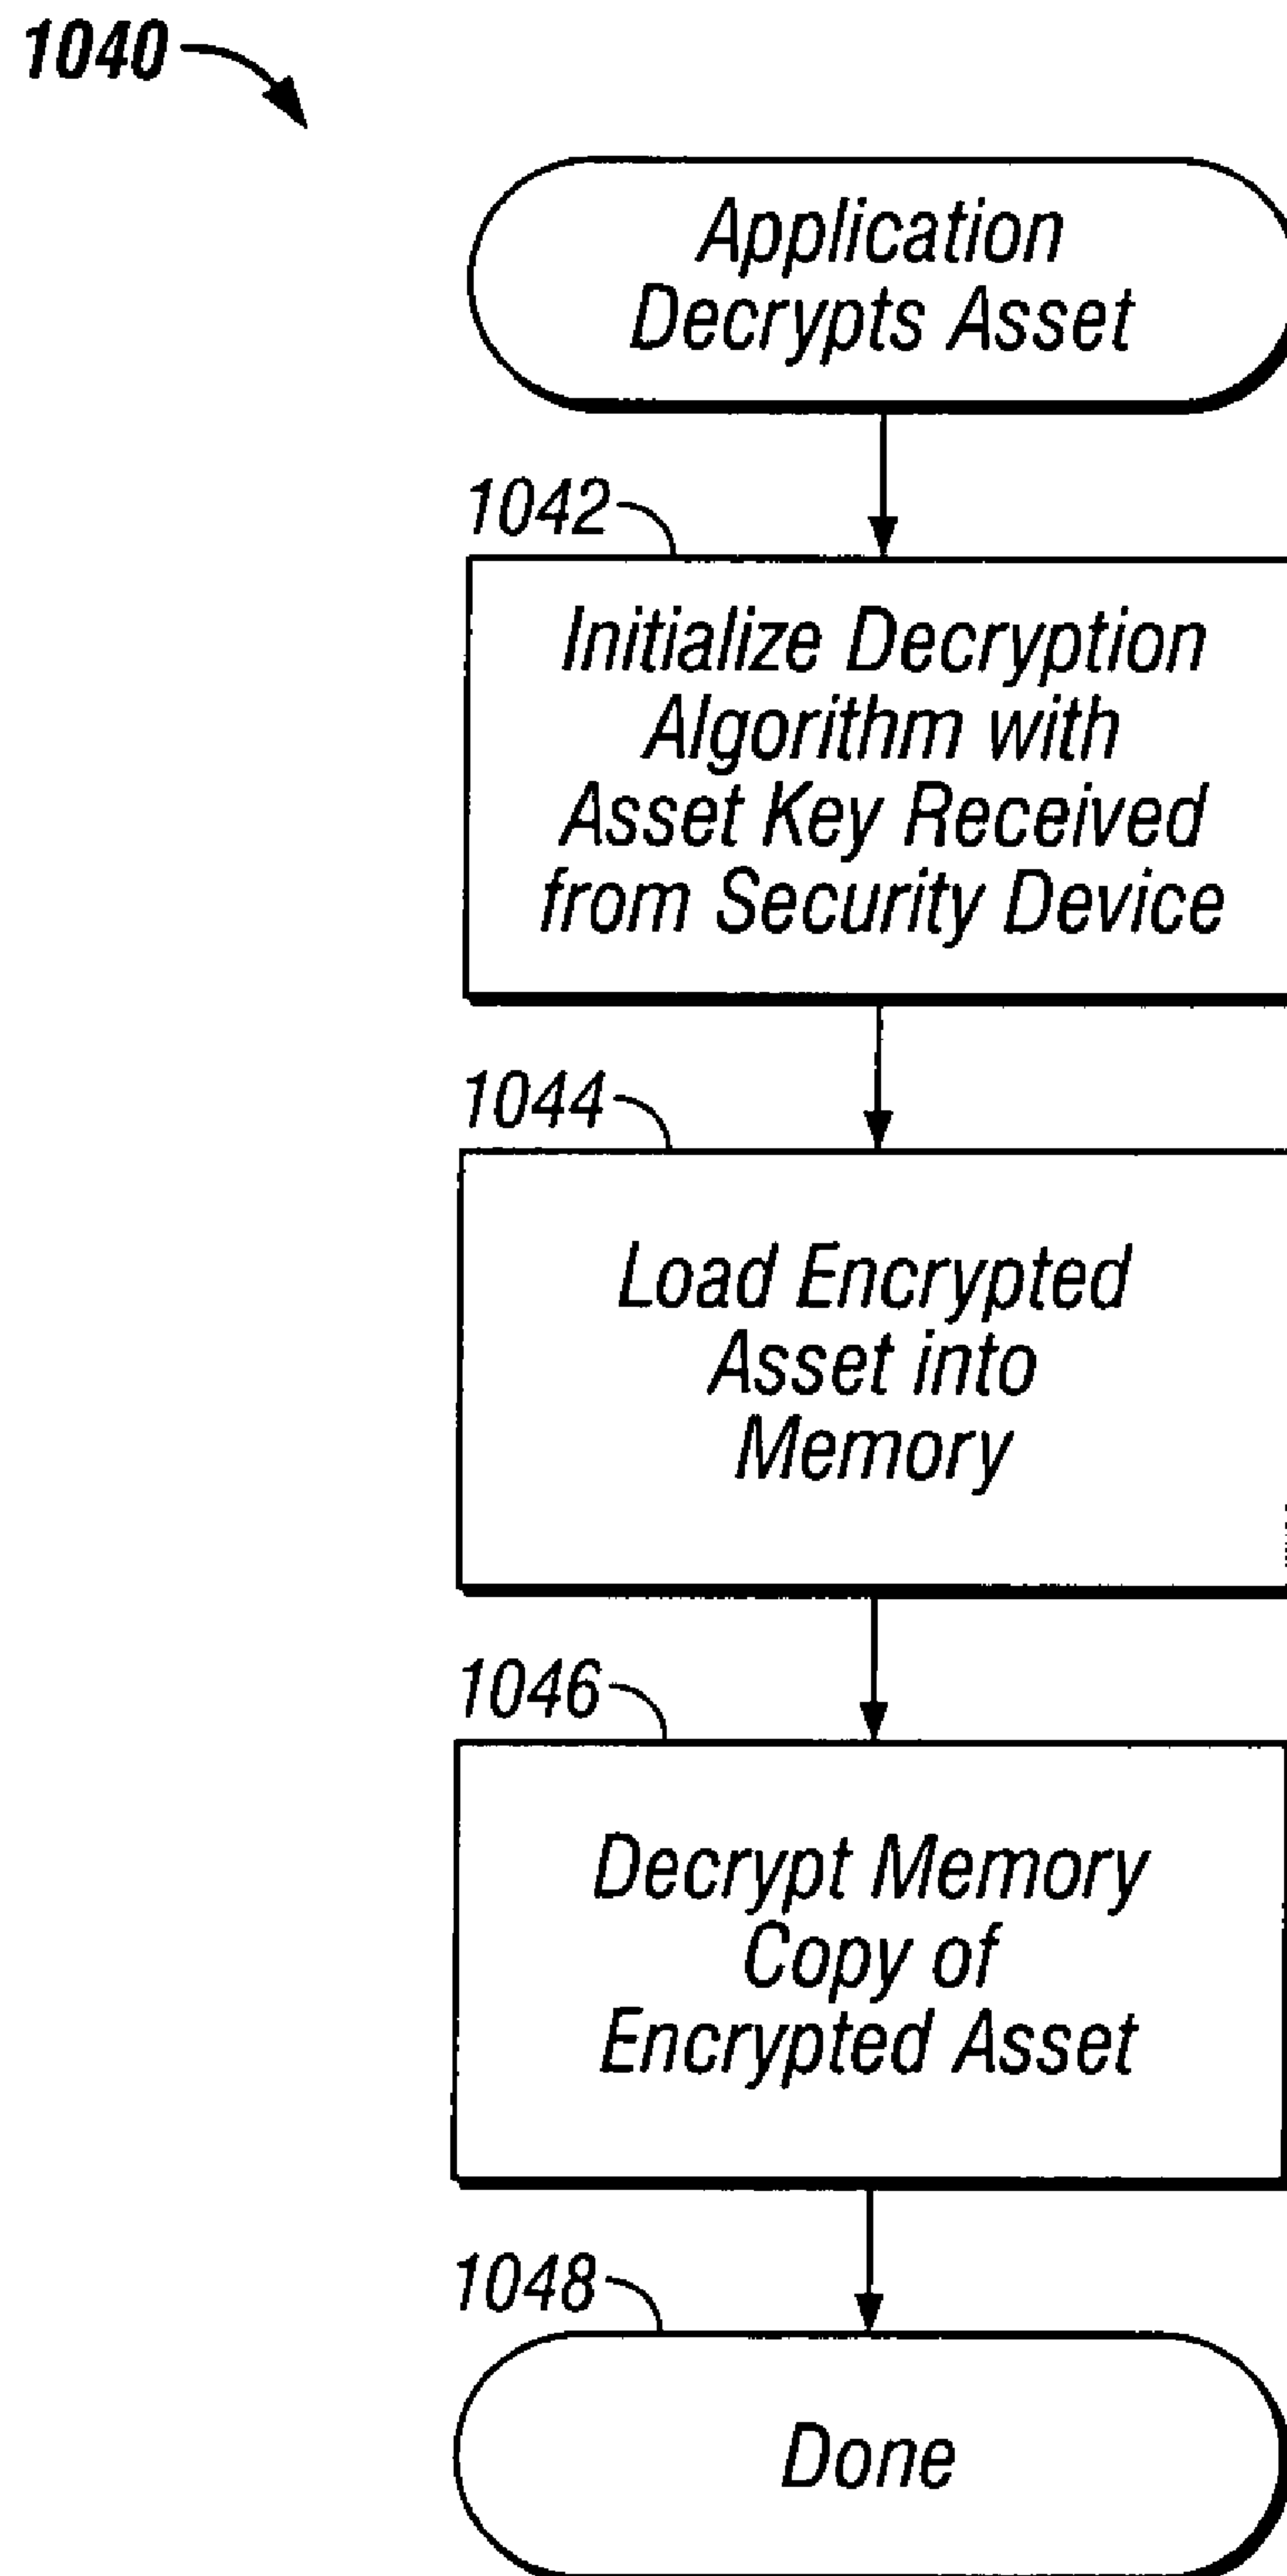 1040
Application
Decrypts Asset
1042
Initialize Decryption
Algorithm with
Asset Key Received
from Security Device
1044
Load Encrypted
Asset into
Memory
1046
Decrypt Memory
Copy of
Encrypted Asset
1048
Done